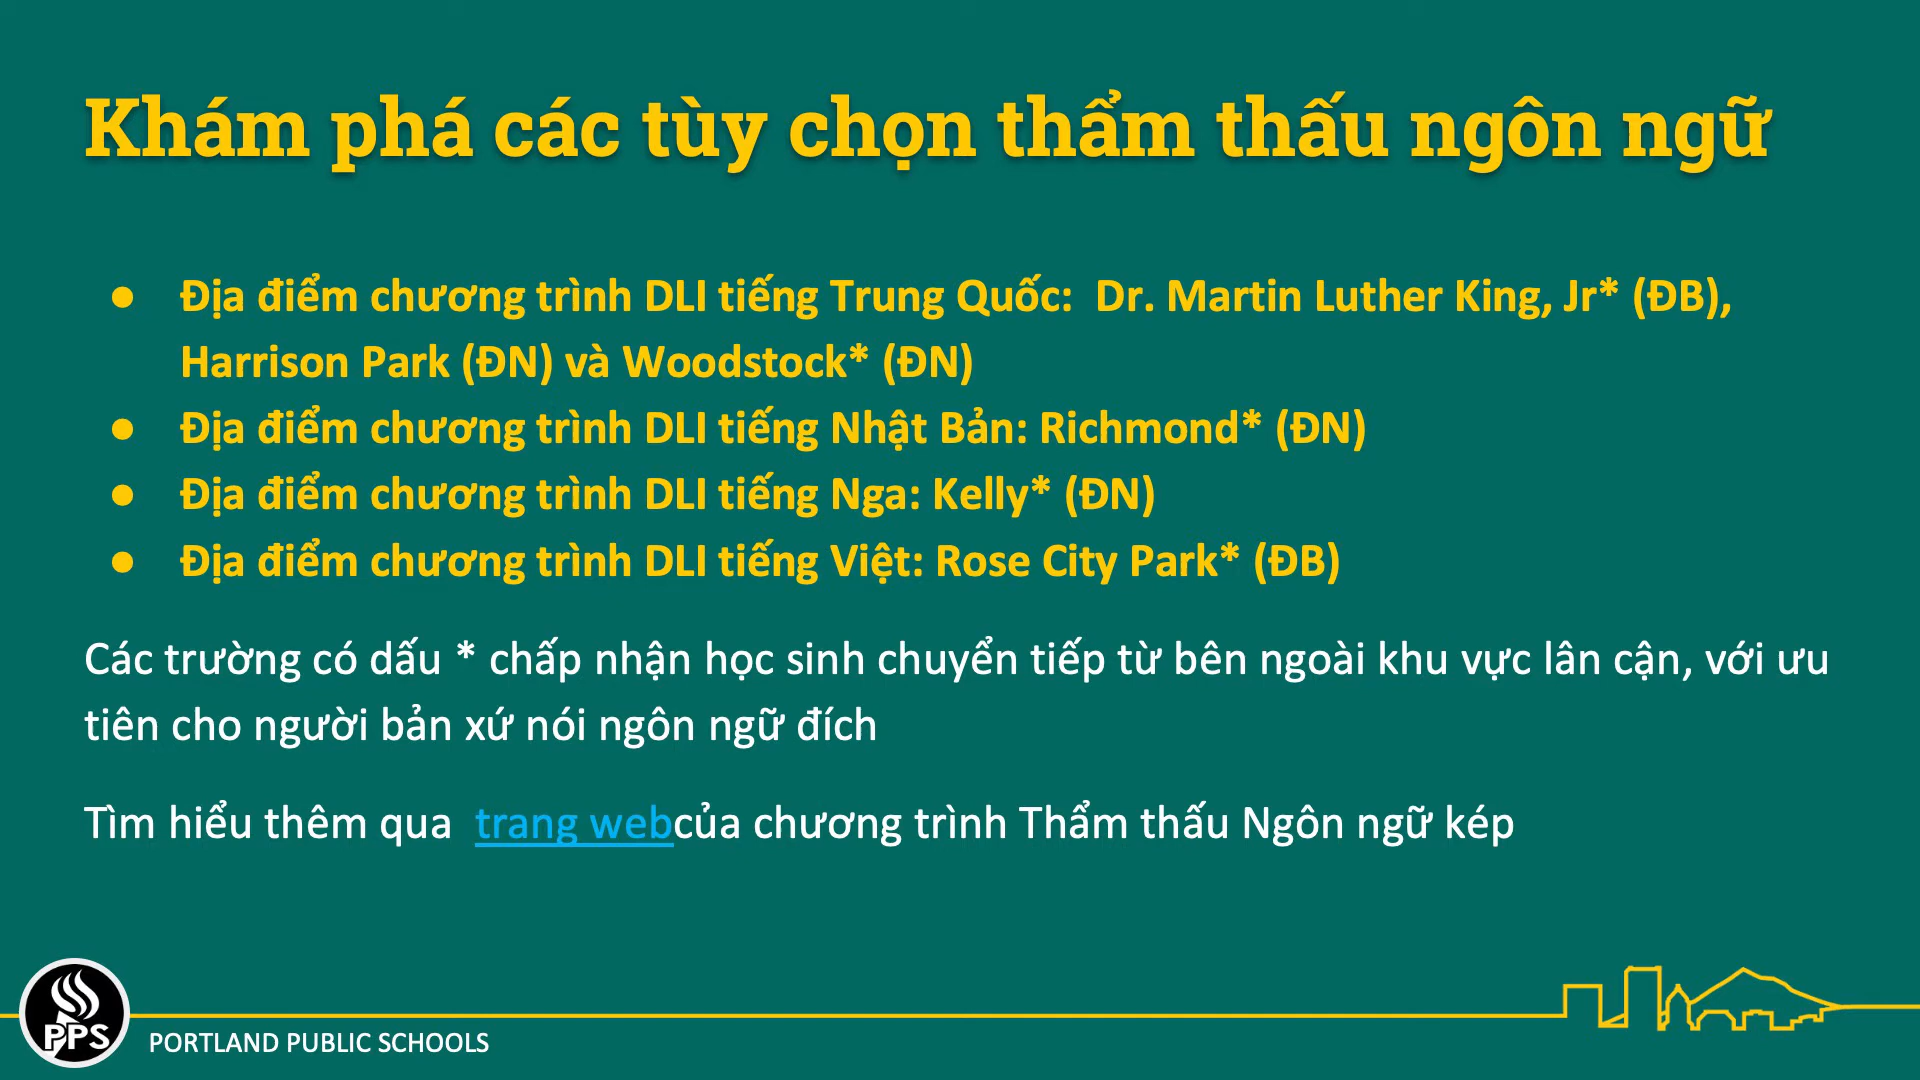 Khám phá các tùy chọn thẩm thấu ngôn ngữ
● Địa điểm chương trình DLI tiếng Trung Quốc:  Dr. Martin Luther King, Jr* (ĐB),
Harrison Park (ĐN) và Woodstock* (ĐN)
● Địa điểm chương trình DLI tiếng Nhật Bản: Richmond* (ĐN)
● Địa điểm chương trình DLI tiếng Nga: Kelly* (ĐN)
● Địa điểm chương trình DLI tiếng Việt: Rose City Park* (ĐB)
Các trường có dấu * chấp nhận học sinh chuyển tiếp từ bên ngoài khu vực lân cận, với ưu
tiên cho người bản xứ nói ngôn ngữ đích
Tìm hiểu thêm qua  trang webcủa chương trình Thẩm thấu Ngôn ngữ kép
PPS
PORTLAND PUBLIC SCHOOLS